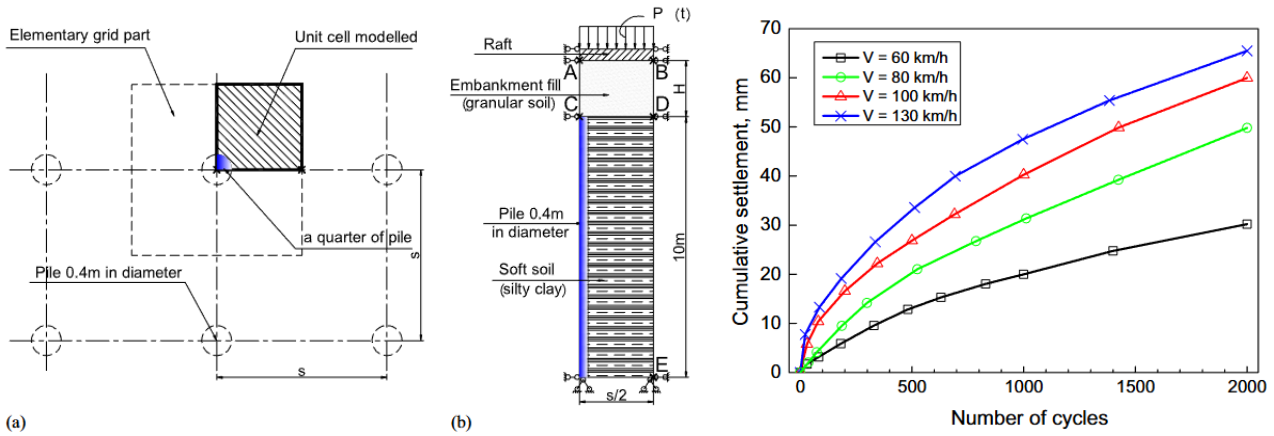 Elementary grid part
Unit cell modelled
a quarter of pile
Pile 0.4m in diameter
s
s
(a)
P (t)
Raft
A
B
Embankment fill
(granular soil)
H
C
D
Pile 0.4m
in diameter
10m
Soft soil
(silty clay)
E
s/2
(b)
Cumulative settlement, mm
70
60
50
40
30
20
10
0
V = 60 km/h
V = 80 km/h
V = 100 km/h
V = 130 km/h
0
500
1000
1500
2000
Number of cycles